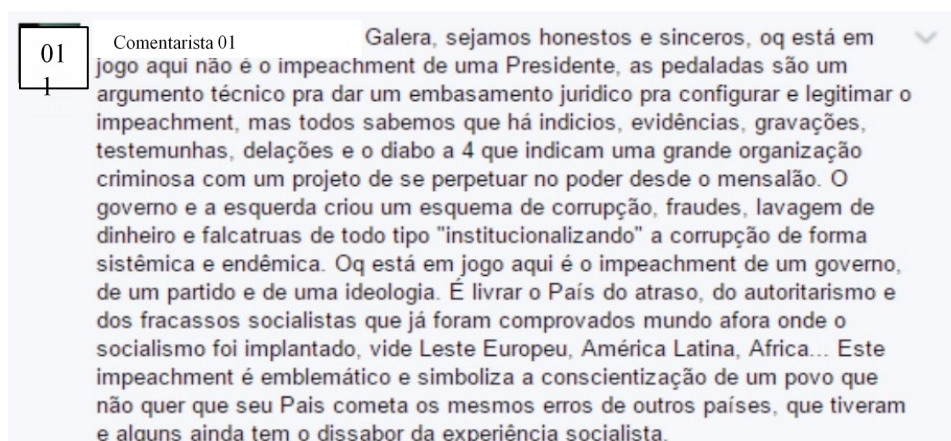 01
1
Comentarista 01
Galera, sejamos honestos e sinceros, oq está em
jogo aqui não é o impeachment de uma Presidente, as pedaladas são um
argumento técnico pra dar um embasamento juridico pra configurar e legitimar o
impeachment, mas todos sabemos que há indicios, evidências, gravações,
testemunhas, delações e o diabo a 4 que indicam uma grande organização
criminosa com um projeto de se perpetuar no poder desde o mensalão. O
governo e a esquerda criou um esquema de corrupção, fraudes, lavagem de
dinheiro e falcatruas de todo tipo "institucionalizando" a corrupção de forma
sistêmica e endêmica. Oq está em jogo aqui é o impeachment de um governo,
de um partido e de uma ideologia. É livrar o País do atraso, do autoritarismo e
dos fracassos socialistas que já foram comprovados mundo afora onde o
socialismo foi implantado, vide Leste Europeu, América Latina, Africa... Este
impeachment é emblemático e simboliza a conscientização de um povo que
não quer que seu Pais cometa os mesmos erros de outros países, que tiveram
e alguns ainda tem o dissabor da experiência socialista.